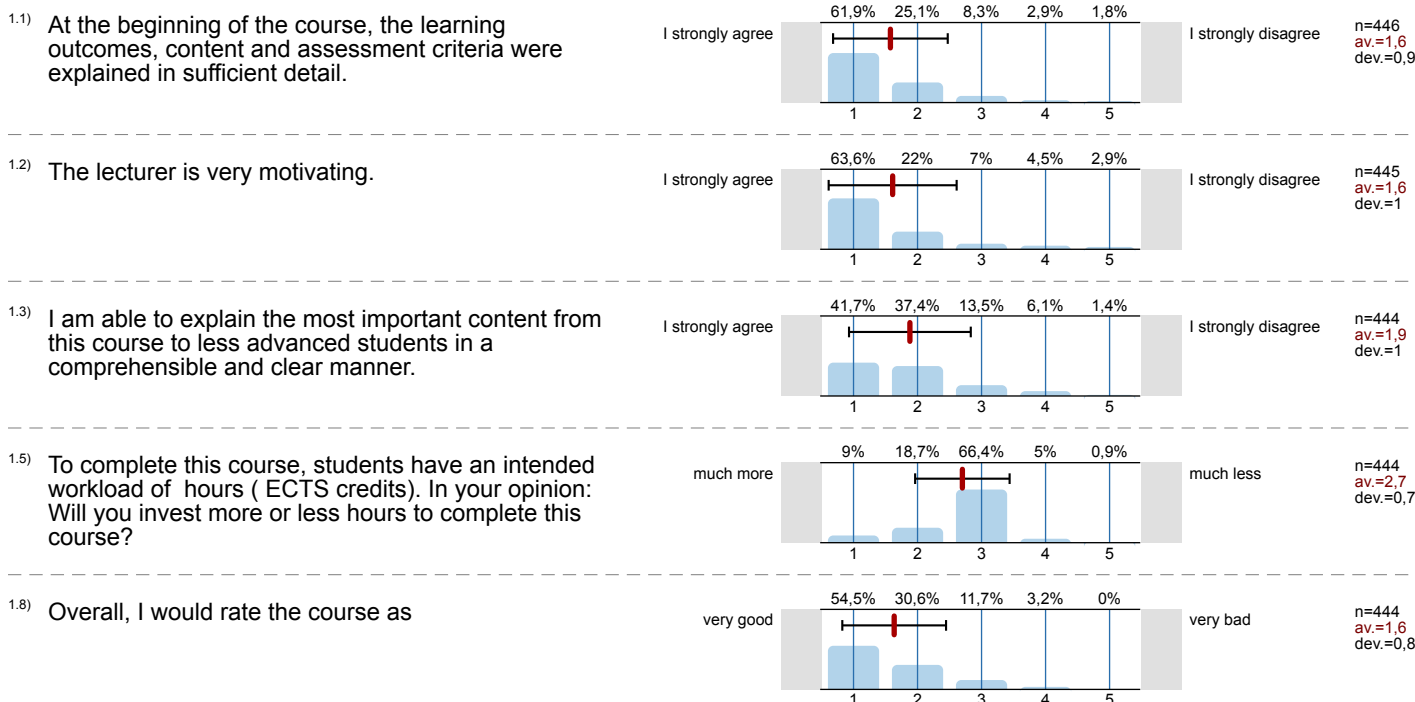 1.1) At the beginning of the course, the learning
outcomes, content and assessment criteria were
explained in sufficient detail.
I strongly agree
61,9% 25,1% 8,3% 2,9% 1,8%
1 2 3 4 5
I strongly disagree
n=446
av.=1,6
dev.=0,9
1.2) The lecturer is very motivating.
I strongly agree
63,6% 22% 7% 4,5% 2,9%
1 2 3 4 5
I strongly disagree
n=445
av.=1,6
dev.=1
1.3) I am able to explain the most important content from
this course to less advanced students in a
comprehensible and clear manner.
I strongly agree
41,7% 37,4% 13,5% 6,1% 1,4%
1 2 3 4 5
I strongly disagree
n=444
av.=1,9
dev.=1
1.5) To complete this course, students have an intended
workload of hours ( ECTS credits). In your opinion:
Will you invest more or less hours to complete this
course?
much more
9% 18,7% 66,4% 5% 0,9%
1 2 3 4 5
much less
n=444
av.=2,7
dev.=0,7
1.8) Overall, I would rate the course as
very good
54,5% 30,6% 11,7% 3,2% 0%
1 2 3 4 5
very bad
n=444
av.=1,6
dev.=0,8